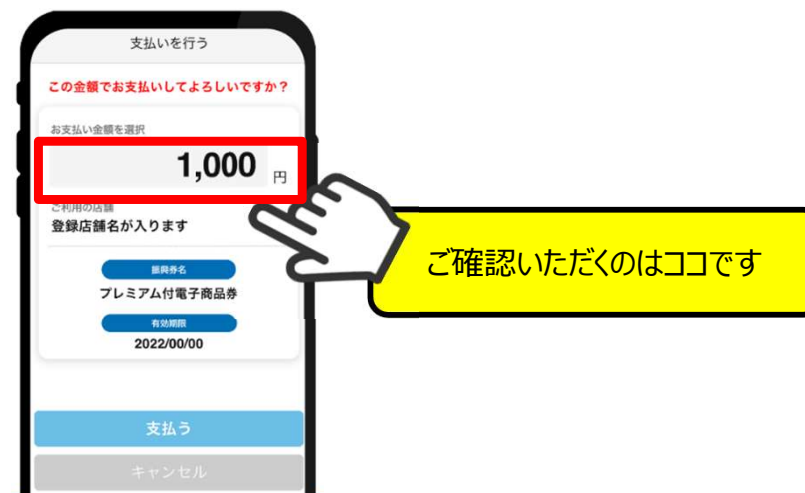 支払いを行う
この金額でお支払いしてよろしいですか？
お支払い金額を選択
1,000 円
ご利用の店舗
登録店舗名が入ります
振興券名
プレミアム付電子商品券
有効期限
2022/00/00
支払う
キャンセル
ご確認いただくのはココです